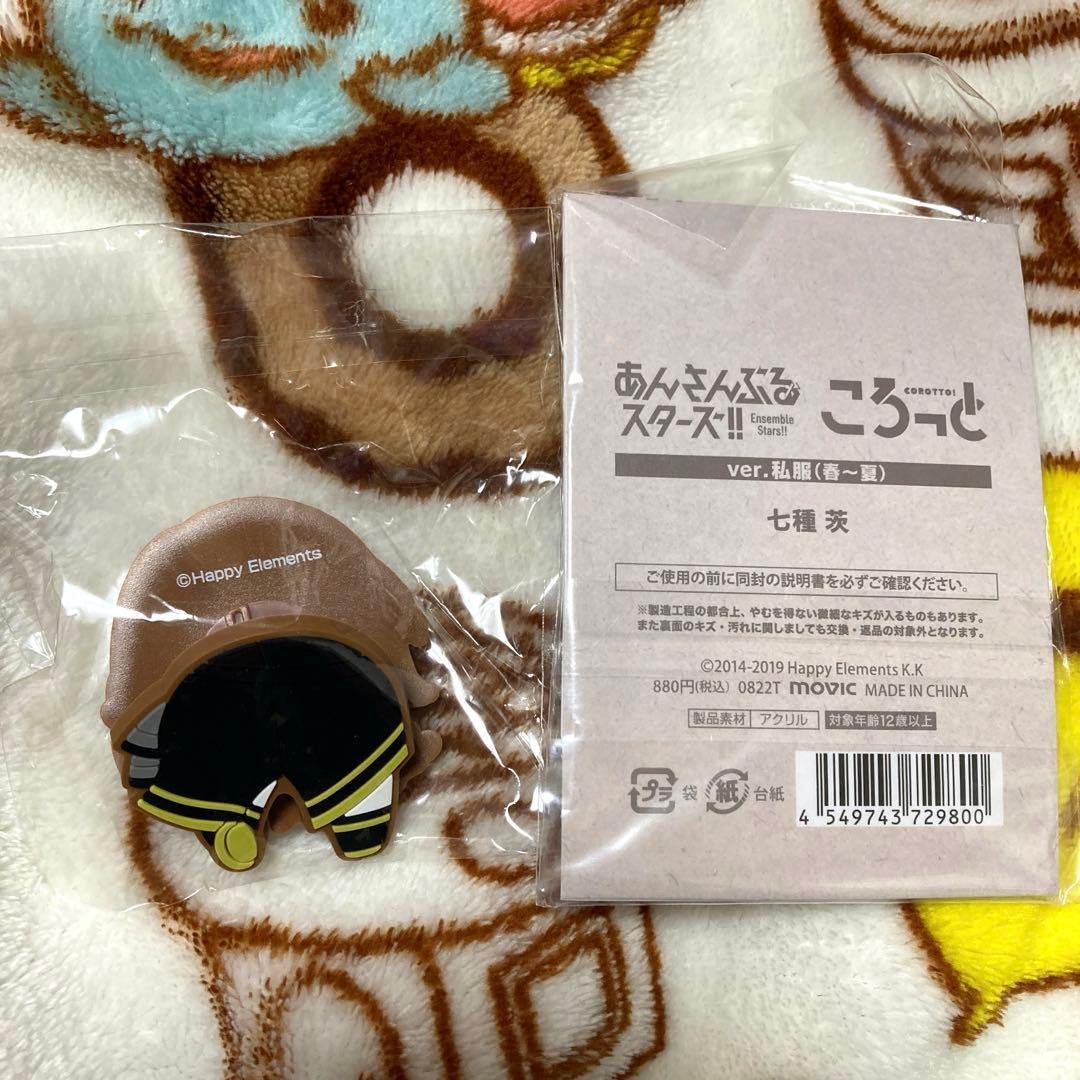 ©Happy Elements
あんさんぶる
スターズ!!
Ensemble
Stars!!
COROTTO!
ころっと
ver.私服(春～夏)
七種 茨
ご使用の前に同封の説明書を必ずご確認ください。
※製造工程の都合上、やむを得ない微細なキズが入るものもあります。
また裏面のキズ・汚れに関しましても交換・返品の対象外となります。
©2014-2019 Happy Elements K.K
880円(税込) 0822T movic MADE IN CHINA
製品素材 アクリル 対象年齢12歳以上
プラ 袋 紙 台紙
4 549743 729800